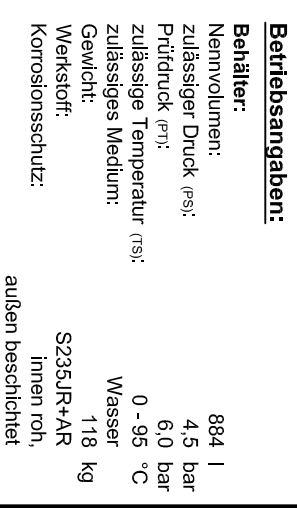 Betriebsangaben:
Behälter:
Nennvolumen: 884 l
zulässiger Druck (PS): 4,5 bar
Prüfdruck (PT): 6,0 bar
zulässige Temperatur (TS): 0 - 95 °C
zulässiges Medium: Wasser
Gewicht: 118 kg
Werkstoff: S235JR+AR
Korrosionsschutz: innen roh,
außen beschichtet